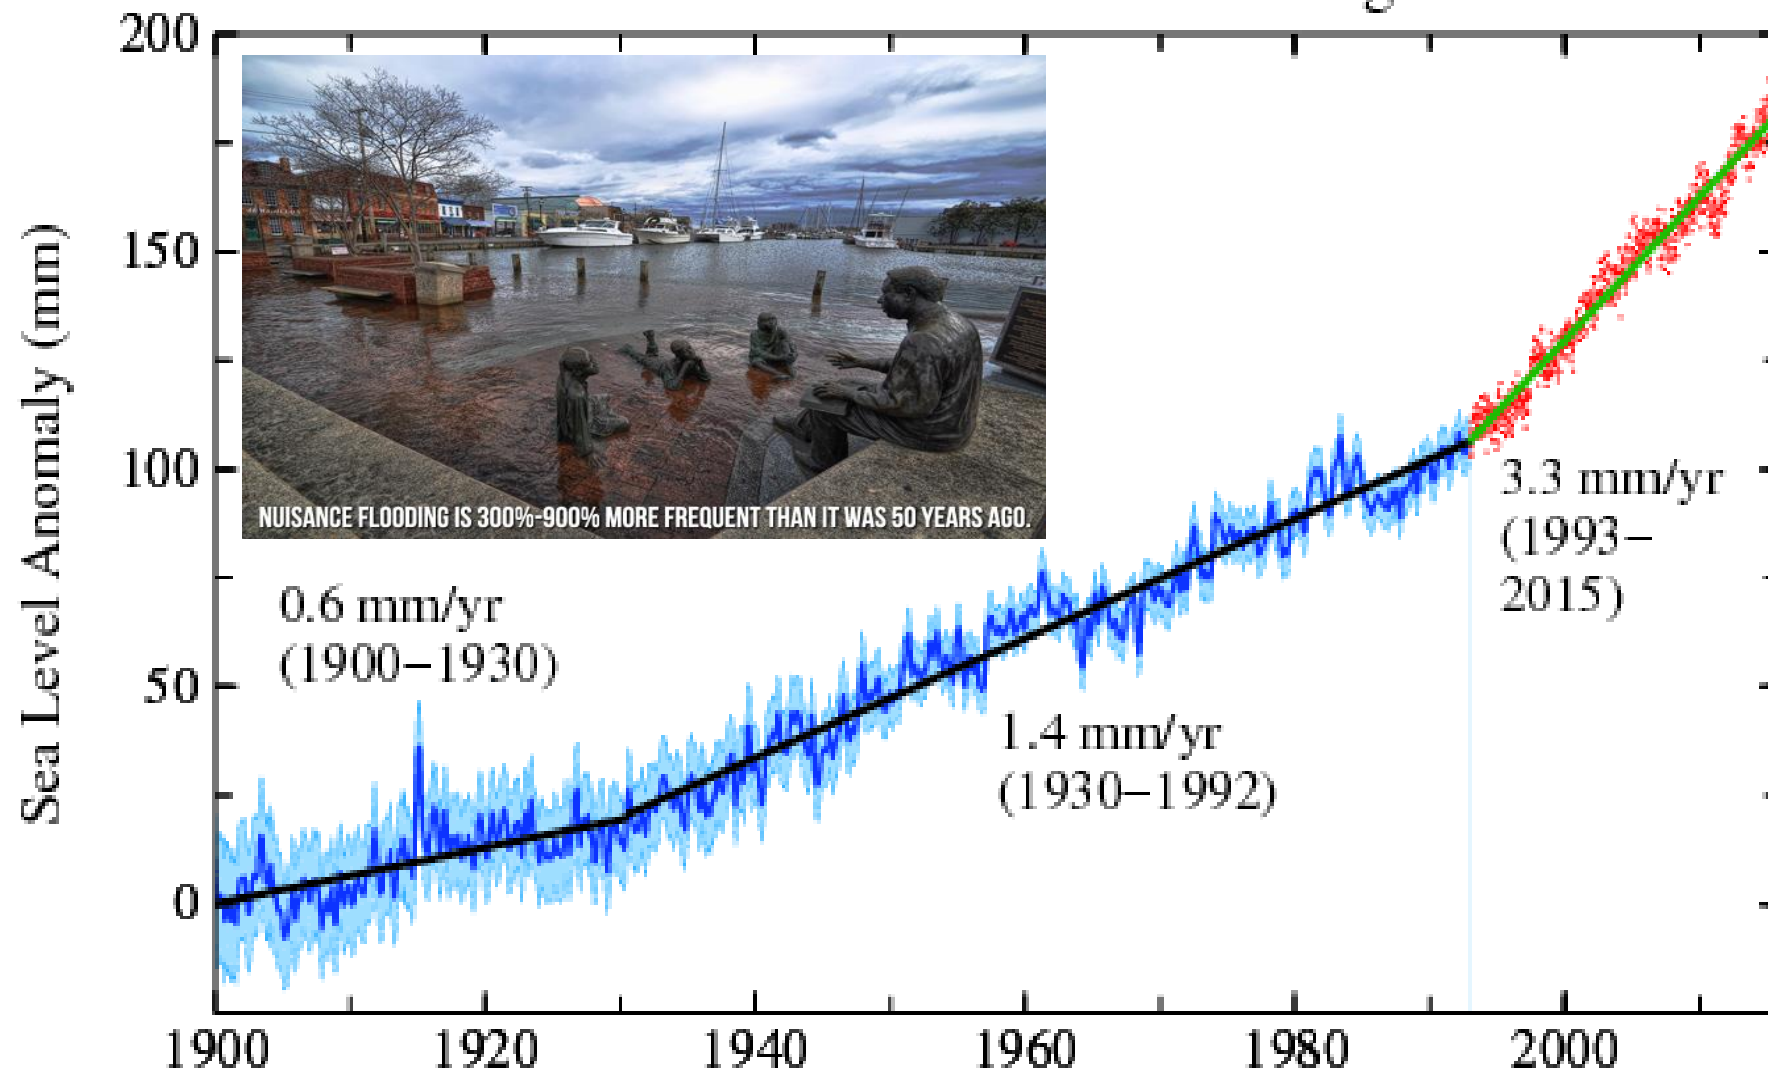 200
150
100
50
0
Sea Level Anomaly (mm)
NUISANCE FLOODING IS 300%-900% MORE FREQUENT THAN IT WAS 50 YEARS AGO.
0.6 mm/yr
(1900−1930)
1.4 mm/yr
(1930−1992)
3.3 mm/yr
(1993−
2015)
1900 1920 1940 1960 1980 2000